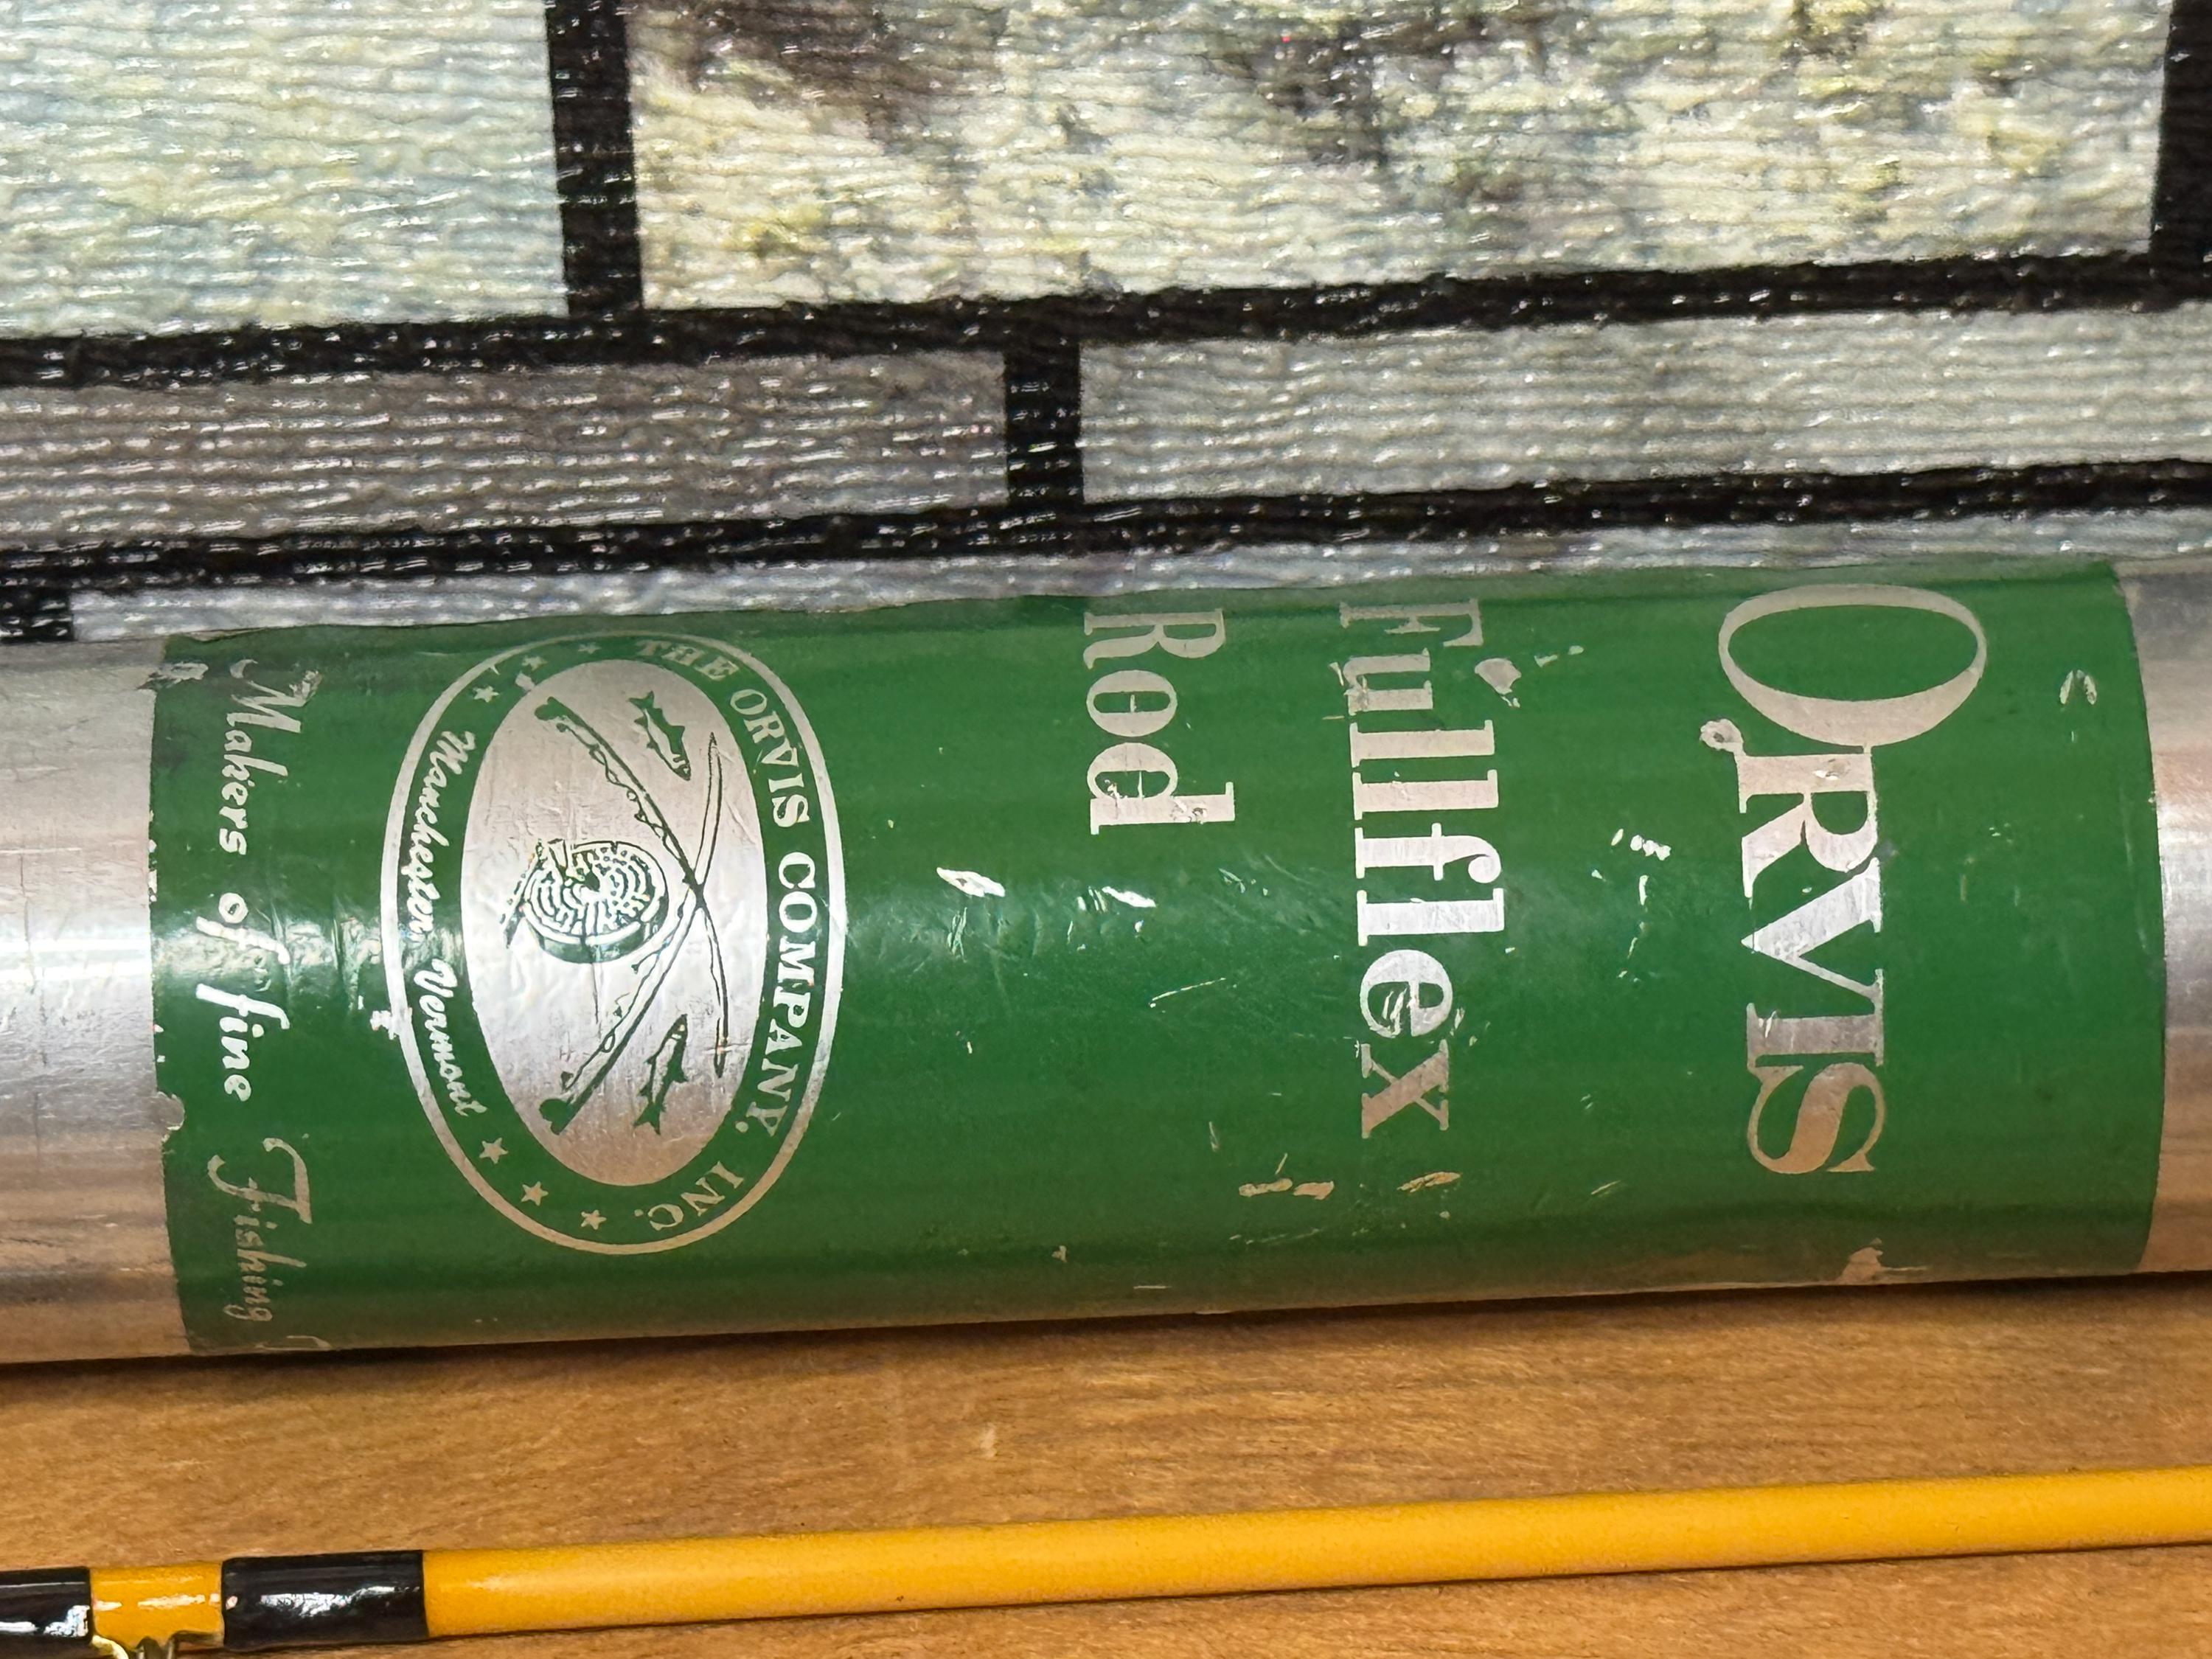 ORVIS
Fullflex
Rod
THE ORVIS COMPANY, INC.
Manchester, Vermont
Makers of fine Fishing